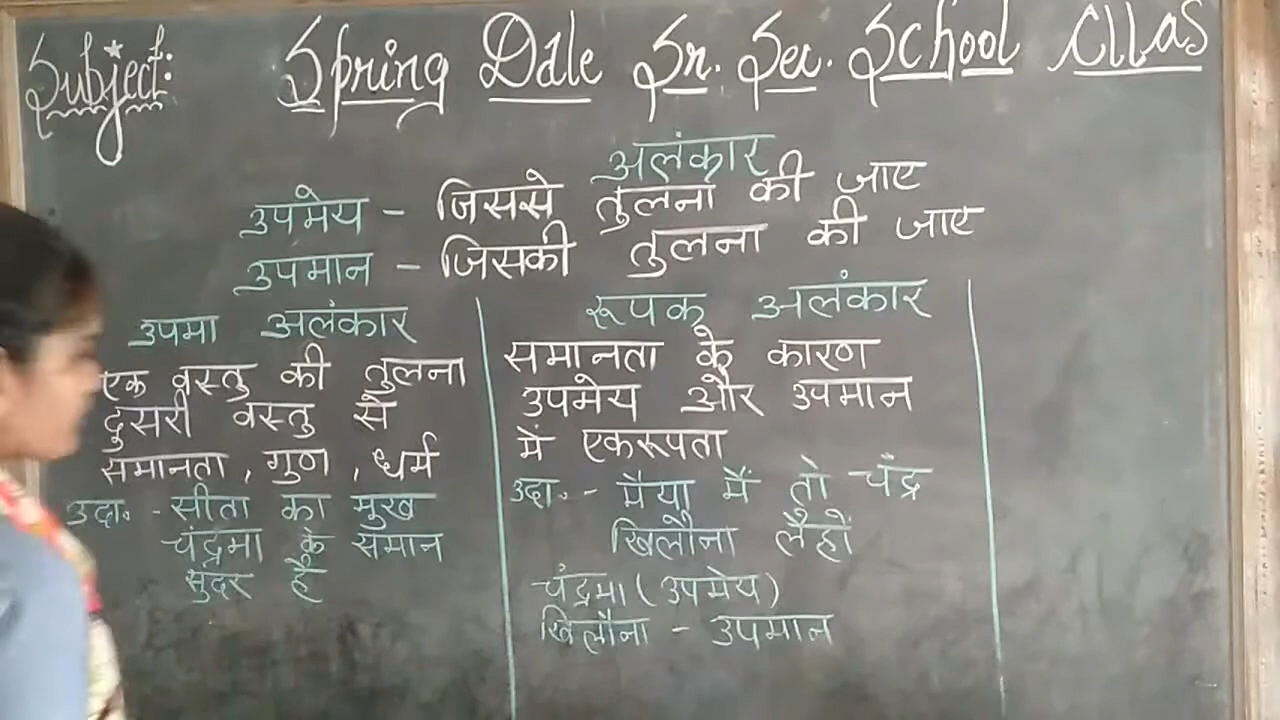 Subject:
Spring Dale Sr. Sec. School Cllas
अलंकार
उपमेय - जिससे तुलना की जाए
उपमान - जिसकी तुलना की जाए
उपमा अलंकार
एक वस्तु की तुलना
दुसरी वस्तु से
समानता, गुण, धर्म
उदा. - सीता का मुख
चंद्रमा के समान
सुदर है
रूपक अलंकार
समानता के कारण
उपमेय और उपमान
में एकरूपता
उदा. - मैया मैं तो चंद्र
खिलौना लैहों
चंद्रमा (उपमेय)
खिलौना - उपमान